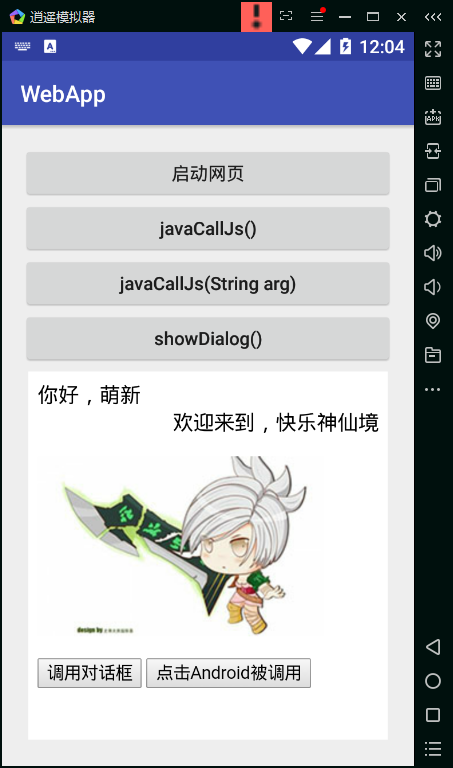 逍遥模拟器
12:04
WebApp
启动网页
javaCallJs()
javaCallJs(String arg)
showDialog()
你好，萌新
欢迎来到，快乐神仙境
design by
调用对话框 点击Android被调用